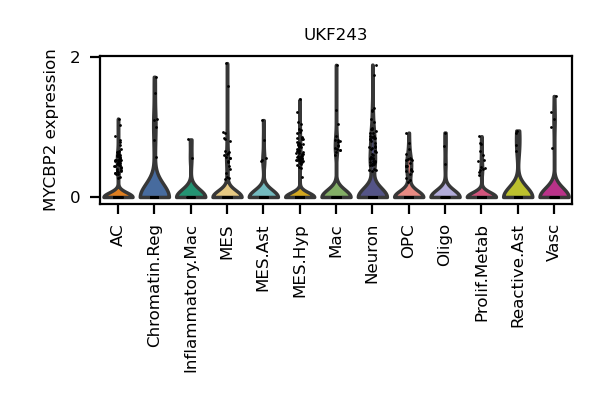 UKF243
MYCBP2 expression
2
0
AC
Chromatin.Reg
Inflammatory.Mac
MES
MES.Ast
MES.Hyp
Mac
Neuron
OPC
Oligo
Prolif.Metab
Reactive.Ast
Vasc